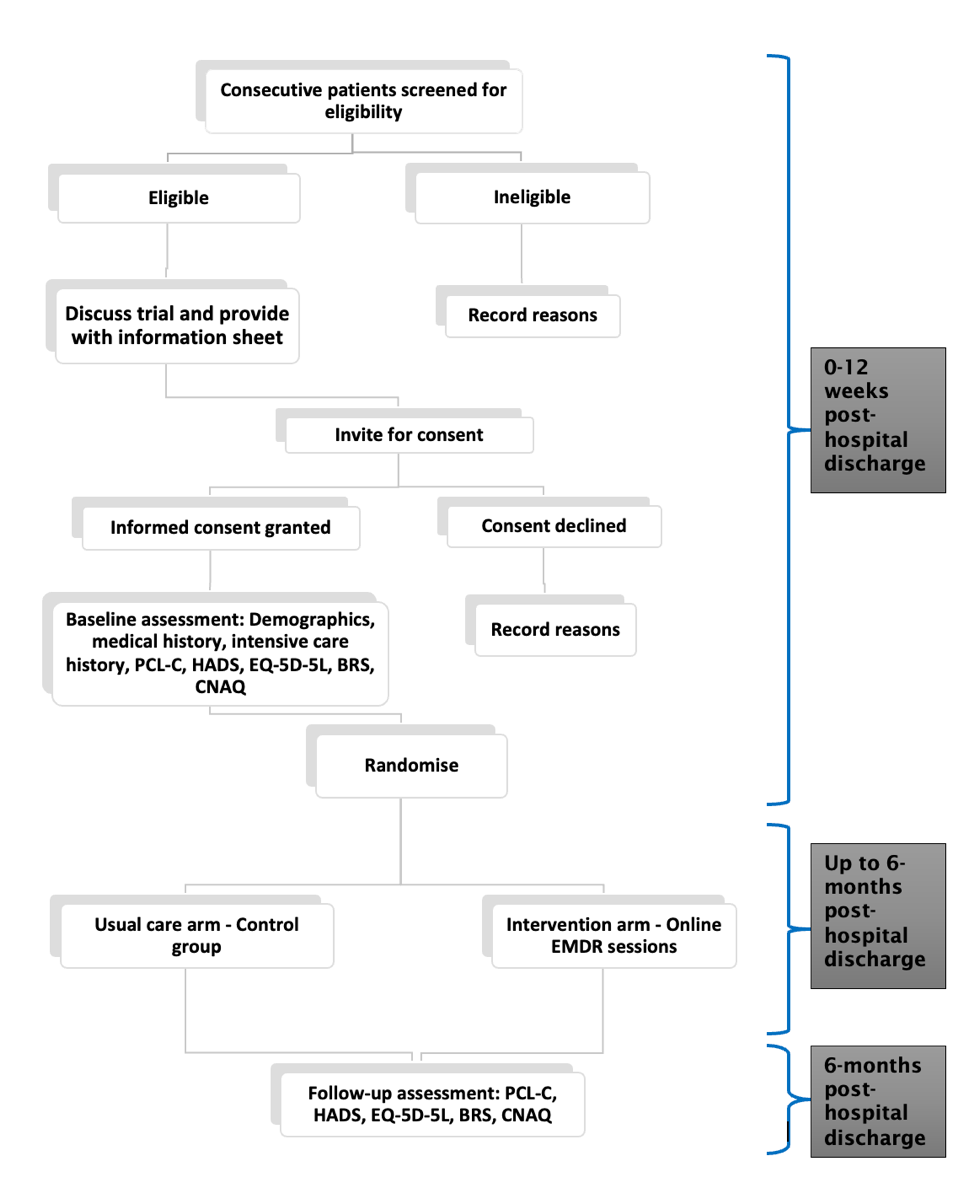 Consecutive patients screened for
eligibility
Eligible
Ineligible
Discuss trial and provide
with information sheet
Record reasons
Invite for consent
Informed consent granted
Consent declined
Baseline assessment: Demographics,
medical history, intensive care
history, PCL-C, HADS, EQ-5D-5L, BRS,
CNAQ
Record reasons
Randomise
0-12
weeks
post-
hospital
discharge
Usual care arm - Control
group
Intervention arm - Online
EMDR sessions
Up to 6-
months
post-
hospital
discharge
Follow-up assessment: PCL-C,
HADS, EQ-5D-5L, BRS, CNAQ
6-months
post-
hospital
discharge